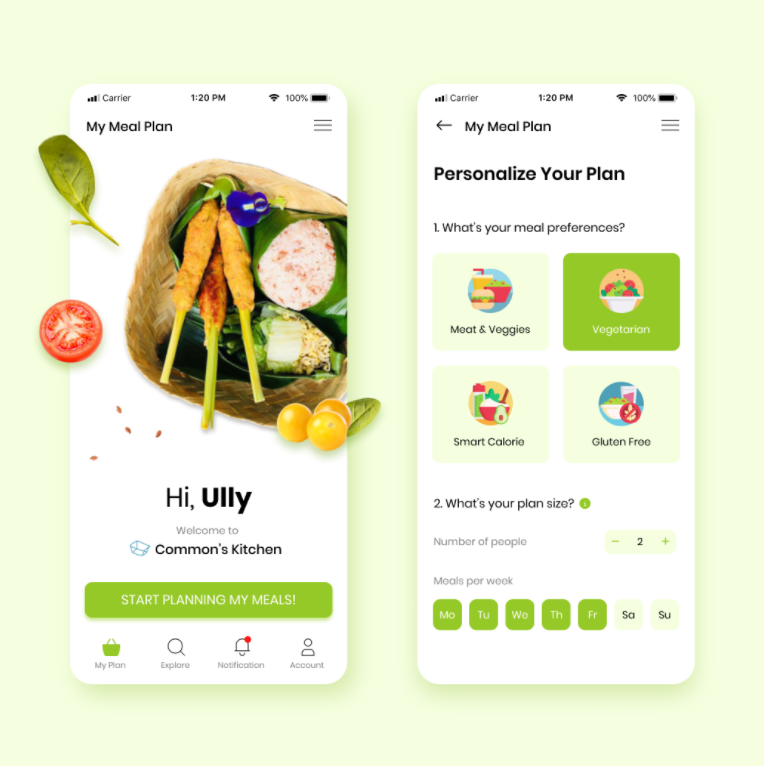 Carrier 1:20 PM 100%
My Meal Plan
Hi, Ully
Welcome to
Common's Kitchen
START PLANNING MY MEALS!
My Plan Explore Notification Account
Carrier 1:20 PM 100%
My Meal Plan
Personalize Your Plan
1. What's your meal preferences?
Meat & Veggies Vegetarian
Smart Calorie Gluten Free
2. What's your plan size? i
Number of people − 2 +
Meals per week
Mo Tu We Th Fr Sa Su